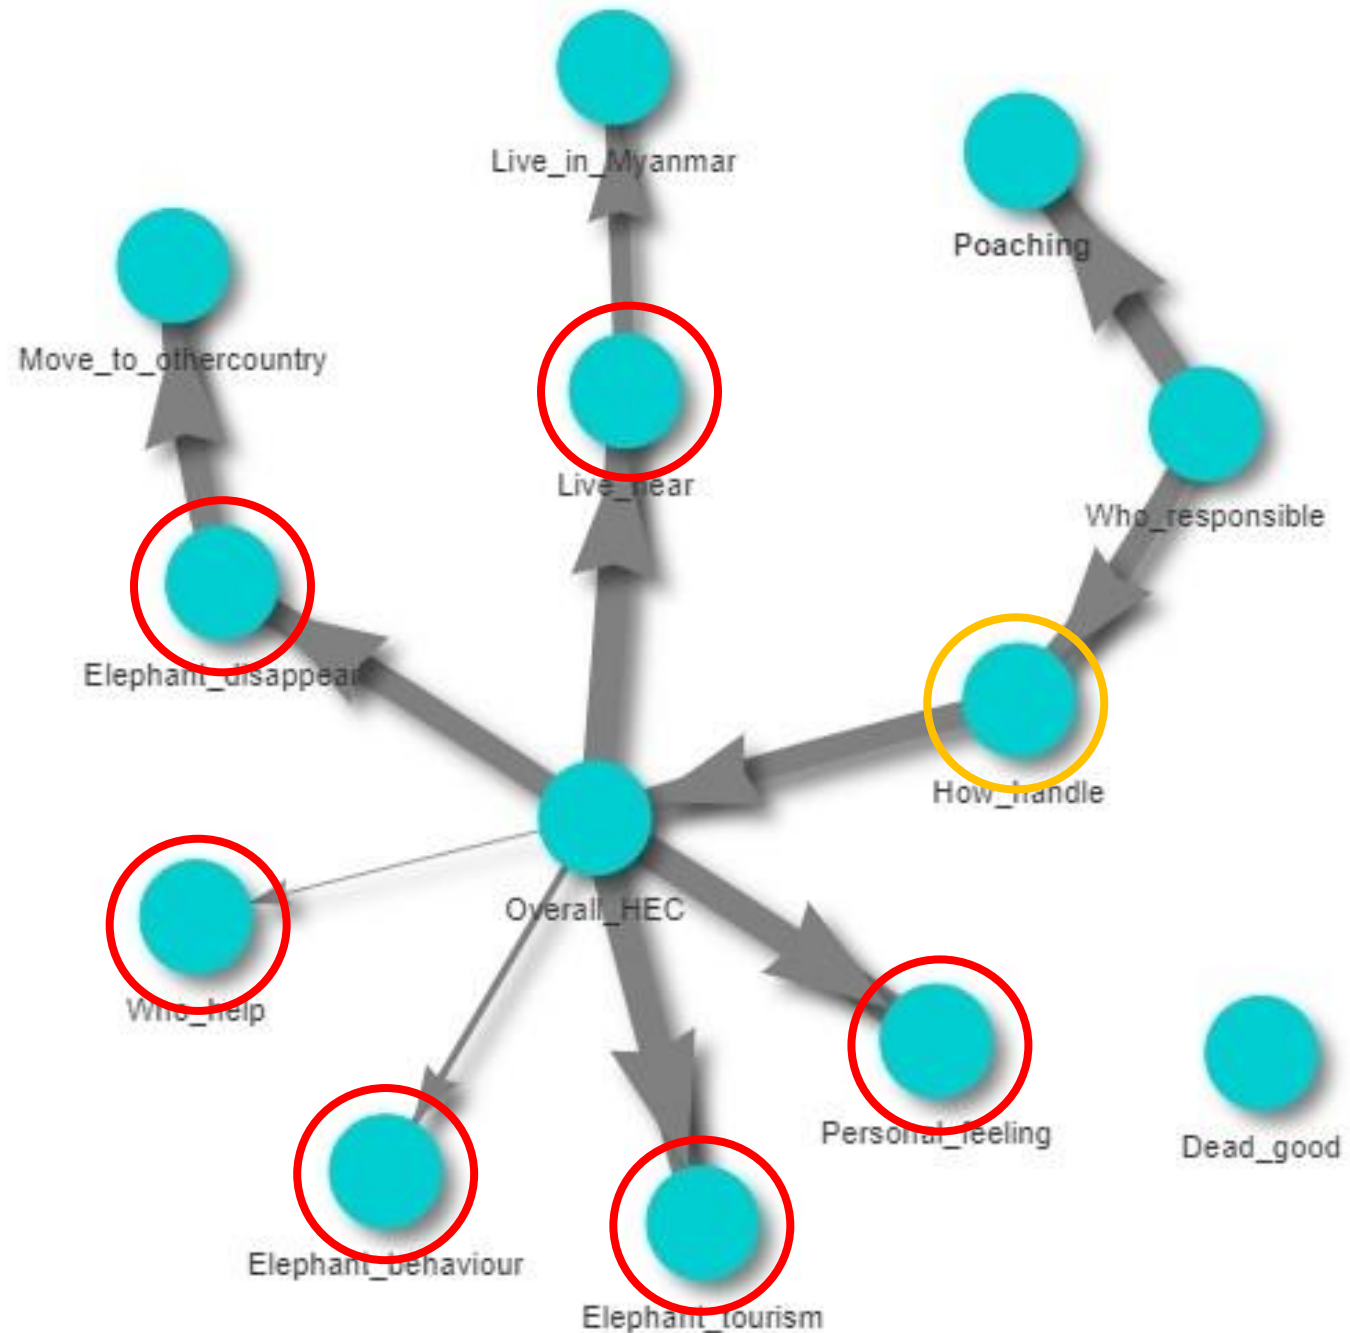 Live_in_Myanmar
Poaching
Move_to_othercountry
Live_near
Who_responsible
Elephant_disappear
How_handle
Overall_HEC
Who_help
Personal_feeling
Dead_good
Elephant_behaviour
Elephant_tourism